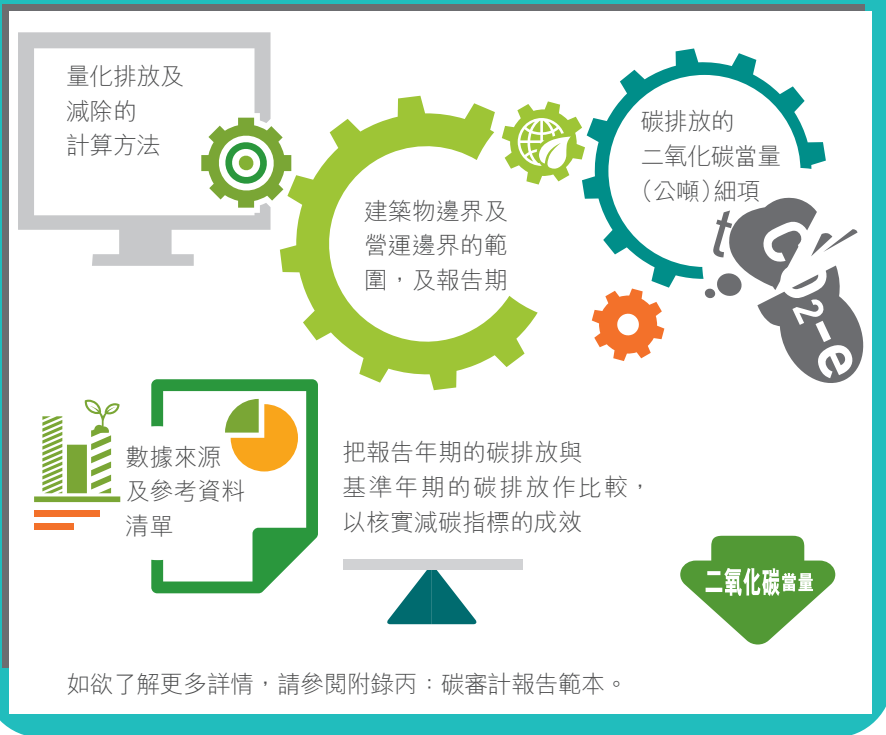 量化排放及
減除的
計算方法
建築物邊界及
營運邊界的範
圍，及報告期
碳排放的
二氧化碳當量
（公噸）細項
tCO2-e
數據來源
及參考資料
清單
把報告年期的碳排放與
基準年期的碳排放作比較，
以核實減碳指標的成效
二氧化碳當量
如欲了解更多詳情，請參閱附錄丙：碳審計報告範本。